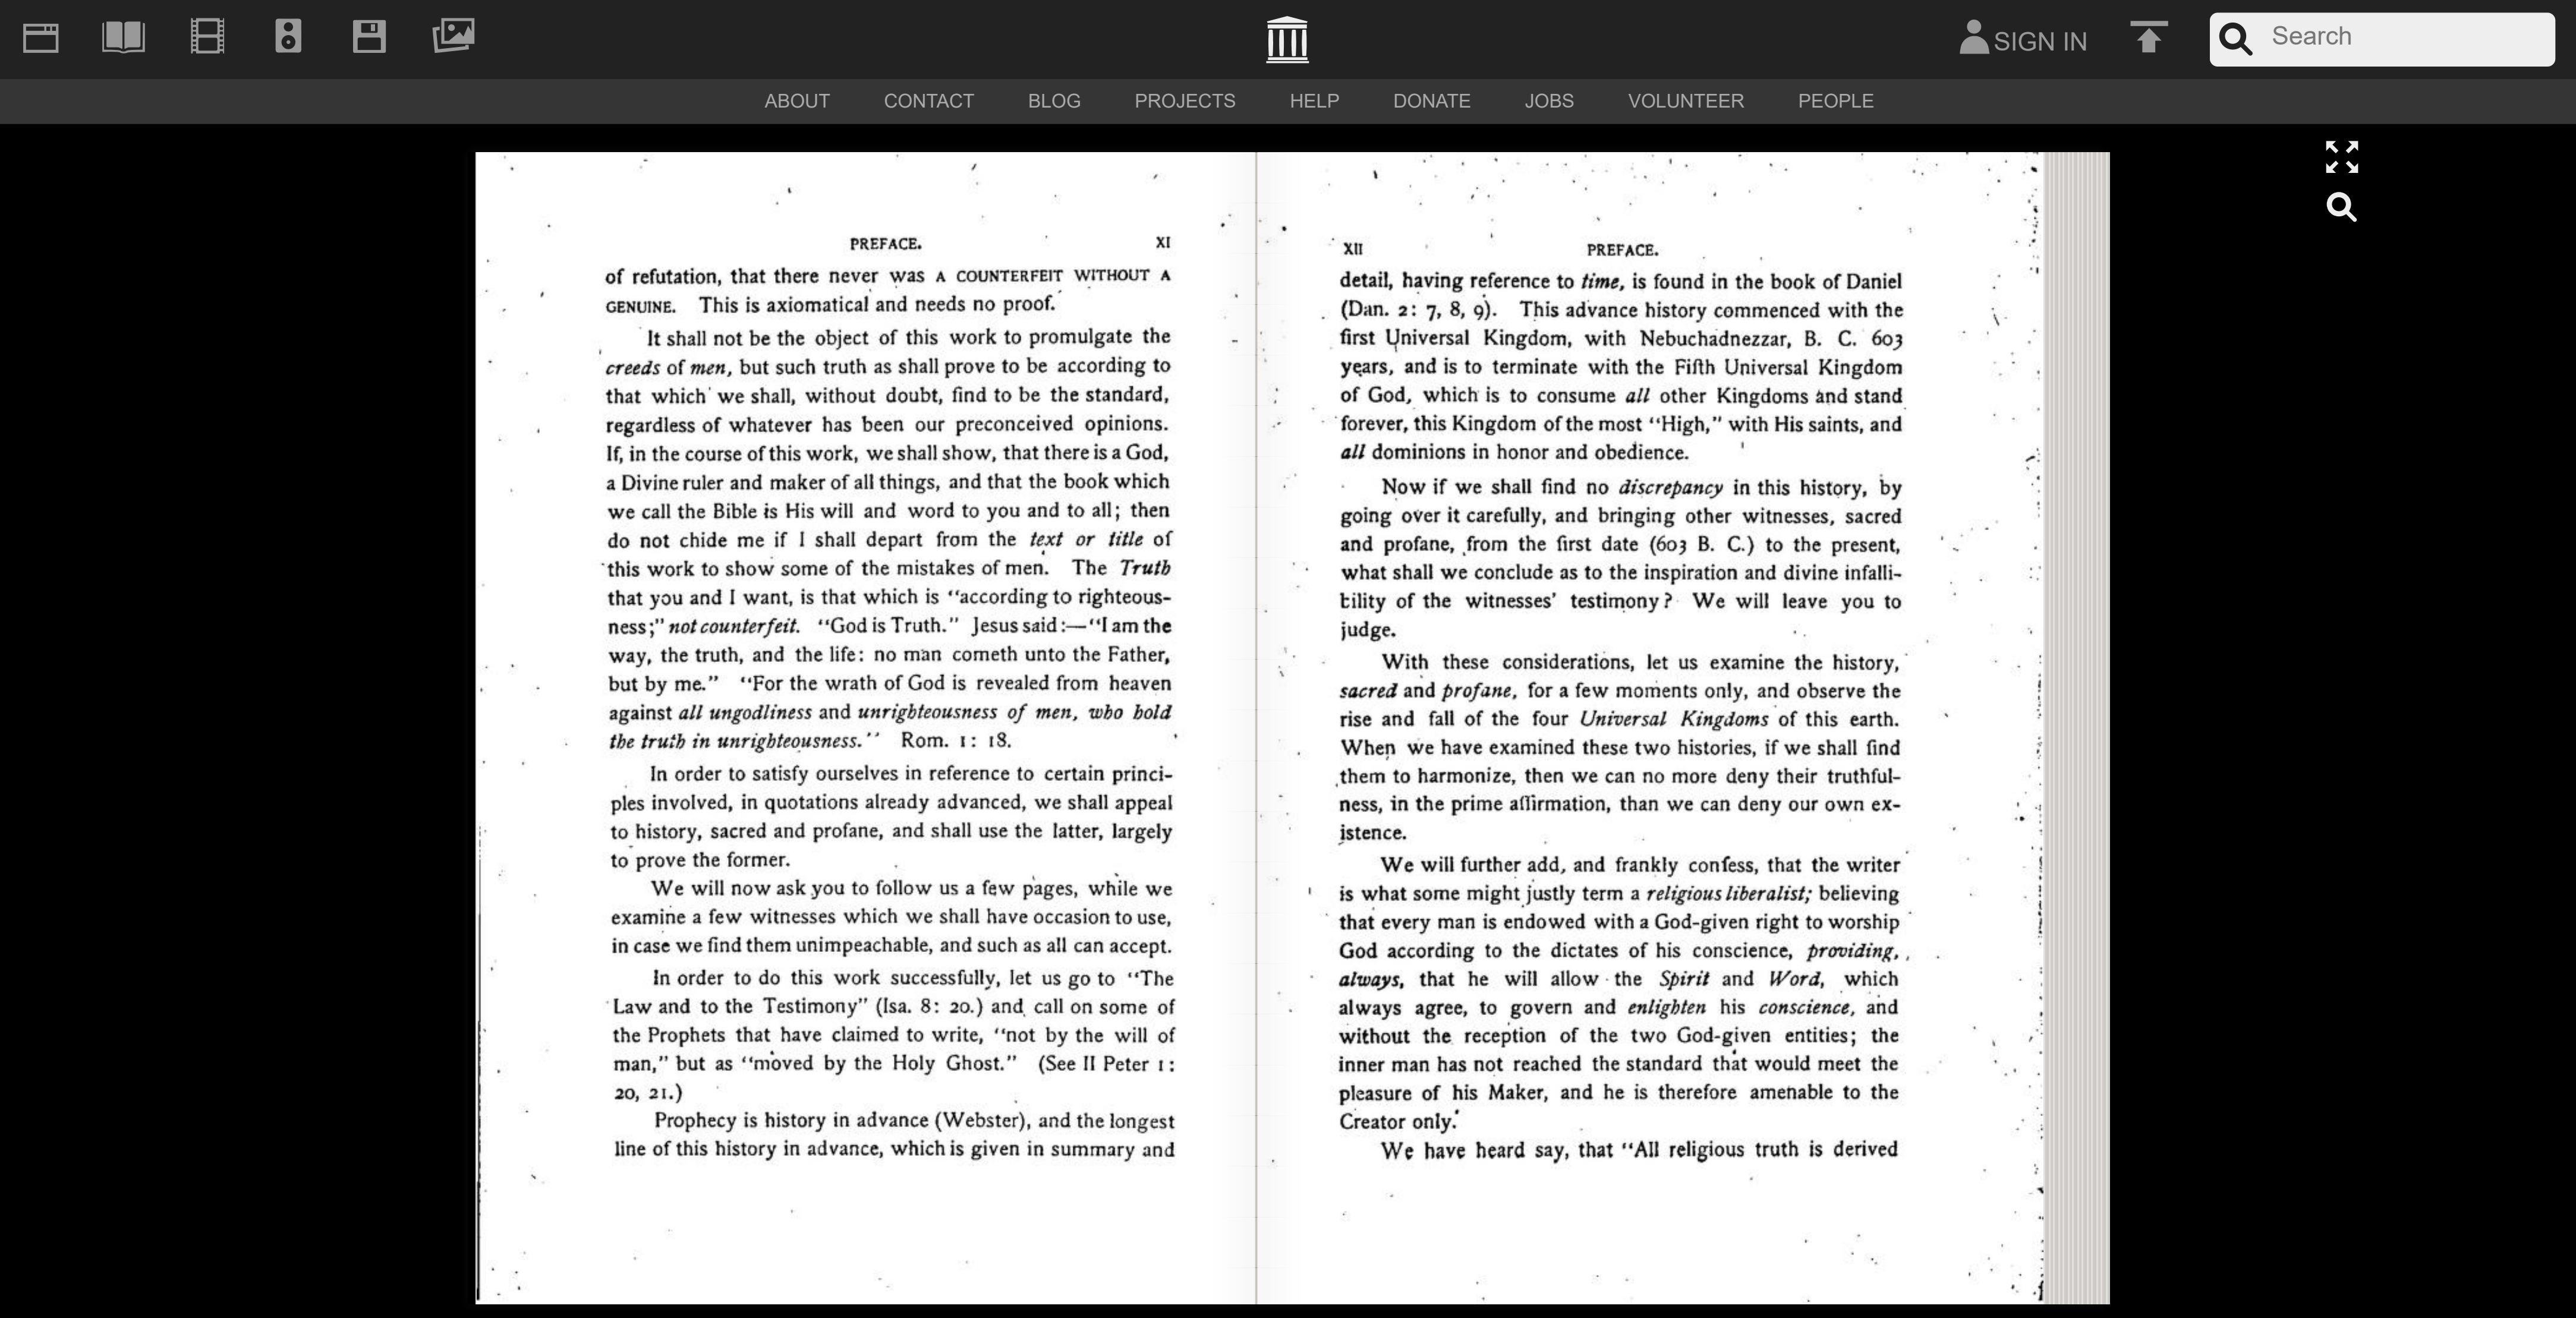 SIGN IN
Search
ABOUT CONTACT BLOG PROJECTS HELP DONATE JOBS VOLUNTEER PEOPLE
PREFACE. XI
of refutation, that there never was A COUNTERFEIT WITHOUT A
GENUINE. This is axiomatical and needs no proof.
It shall not be the object of this work to promulgate the
creeds of men, but such truth as shall prove to be according to
that which we shall, without doubt, find to be the standard,
regardless of whatever has been our preconceived opinions.
If, in the course of this work, we shall show, that there is a God,
a Divine ruler and maker of all things, and that the book which
we call the Bible is His will and word to you and to all; then
do not chide me if I shall depart from the text or title of
this work to show some of the mistakes of men. The Truth
that you and I want, is that which is “according to righteous-
ness;” not counterfeit. “God is Truth.” Jesus said:—“I am the
way, the truth, and the life: no man cometh unto the Father,
but by me.” “For the wrath of God is revealed from heaven
against all ungodliness and unrighteousness of men, who hold
the truth in unrighteousness.” Rom. 1: 18.
In order to satisfy ourselves in reference to certain princi-
ples involved, in quotations already advanced, we shall appeal
to history, sacred and profane, and shall use the latter, largely
to prove the former.
We will now ask you to follow us a few pages, while we
examine a few witnesses which we shall have occasion to use,
in case we find them unimpeachable, and such as all can accept.
In order to do this work successfully, let us go to “The
Law and to the Testimony” (Isa. 8: 20.) and call on some of
the Prophets that have claimed to write, “not by the will of
man,” but as “moved by the Holy Ghost.” (See II Peter 1:
20, 21.)
Prophecy is history in advance (Webster), and the longest
line of this history in advance, which is given in summary and
XII PREFACE.
detail, having reference to time, is found in the book of Daniel
(Dan. 2: 7, 8, 9). This advance history commenced with the
first Universal Kingdom, with Nebuchadnezzar, B. C. 603
years, and is to terminate with the Fifth Universal Kingdom
of God, which is to consume all other Kingdoms and stand
forever, this Kingdom of the most “High,” with His saints, and
all dominions in honor and obedience.
Now if we shall find no discrepancy in this history, by
going over it carefully, and bringing other witnesses, sacred
and profane, from the first date (603 B. C.) to the present,
what shall we conclude as to the inspiration and divine infalli-
bility of the witnesses’ testimony? We will leave you to
judge.
With these considerations, let us examine the history,
sacred and profane, for a few moments only, and observe the
rise and fall of the four Universal Kingdoms of this earth.
When we have examined these two histories, if we shall find
them to harmonize, then we can no more deny their truthful-
ness, in the prime affirmation, than we can deny our own ex-
istence.
We will further add, and frankly confess, that the writer
is what some might justly term a religious liberalist; believing
that every man is endowed with a God-given right to worship
God according to the dictates of his conscience, providing,
always, that he will allow the Spirit and Word, which
always agree, to govern and enlighten his conscience, and
without the reception of the two God-given entities; the
inner man has not reached the standard that would meet the
pleasure of his Maker, and he is therefore amenable to the
Creator only.
We have heard say, that “All religious truth is derived